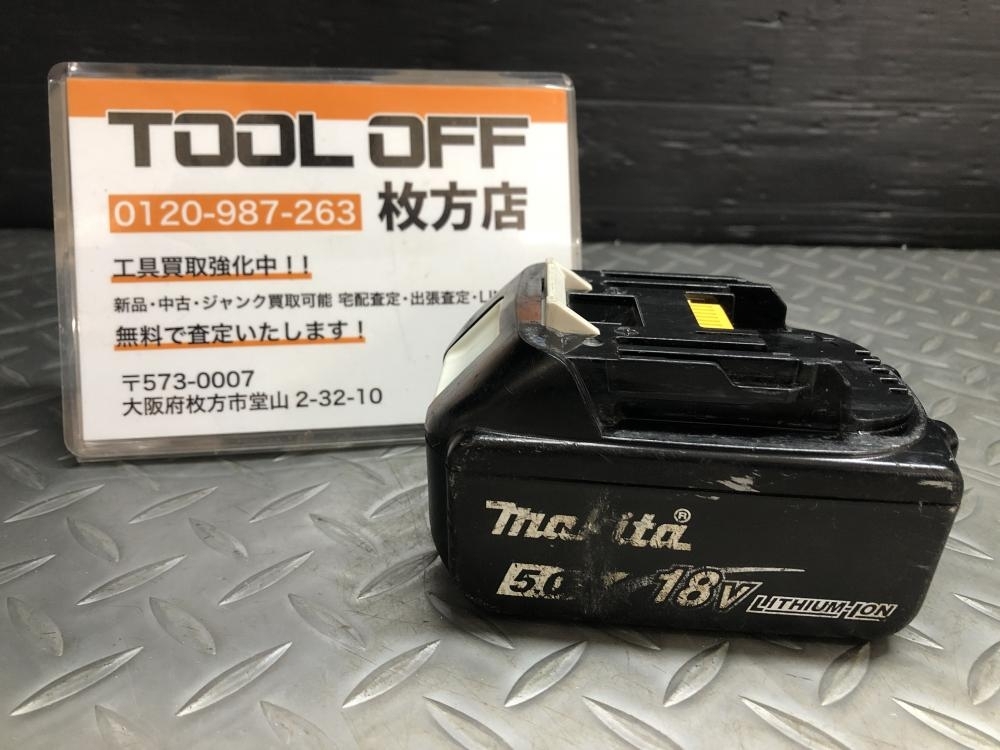 TOOL OFF
0120-987-263 枚方店
工具買取強化中!!
新品・中古・ジャンク買取可能 宅配査定・出張査定・LI
無料で査定いたします!
〒573-0007
大阪府枚方市堂山 2-32-10
makita®
5.0 18V LITHIUM-ION